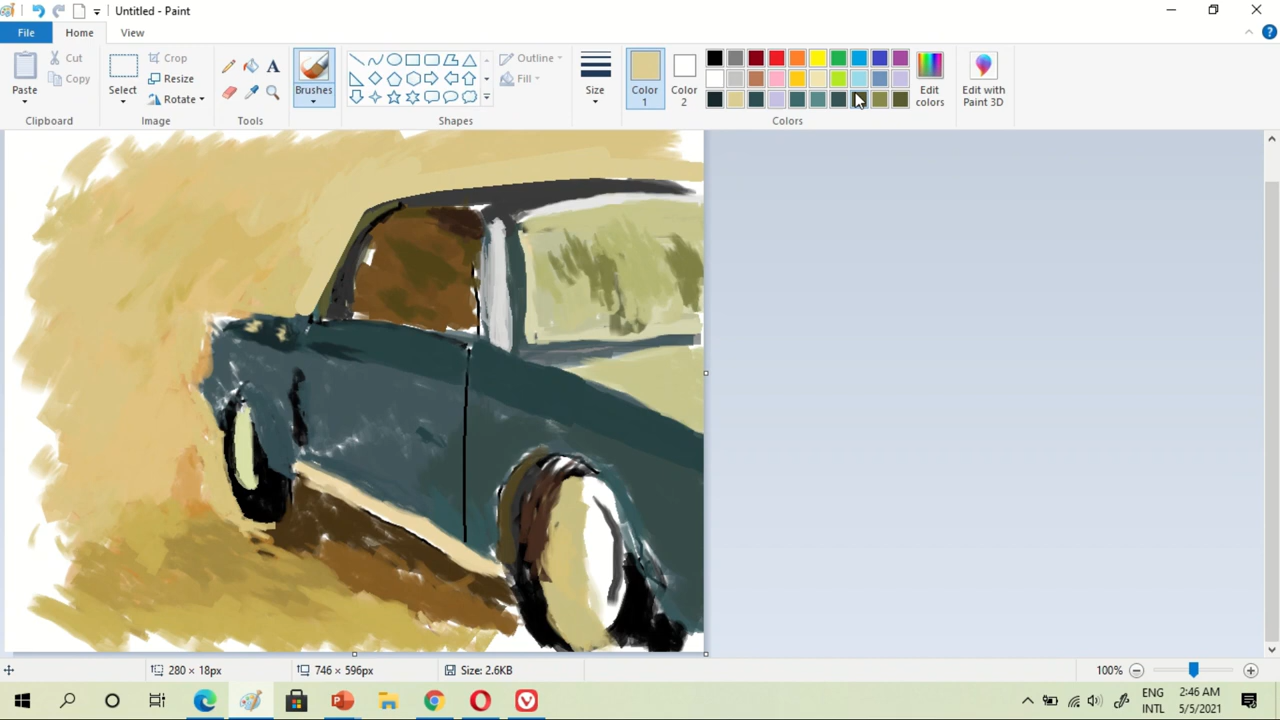 Untitled - Paint
File Home View
Paste
Cut
Copy
Clipboard
Select
Crop
Resize
Rotate
Image
A
Tools
Brushes
Shapes
Outline
Fill
Size
Color 1
Color 2
Colors
Edit colors
Edit with Paint 3D
280 × 18px
746 × 596px
Size: 2.6KB
100%
ENG
INTL
2:46 AM
5/5/2021